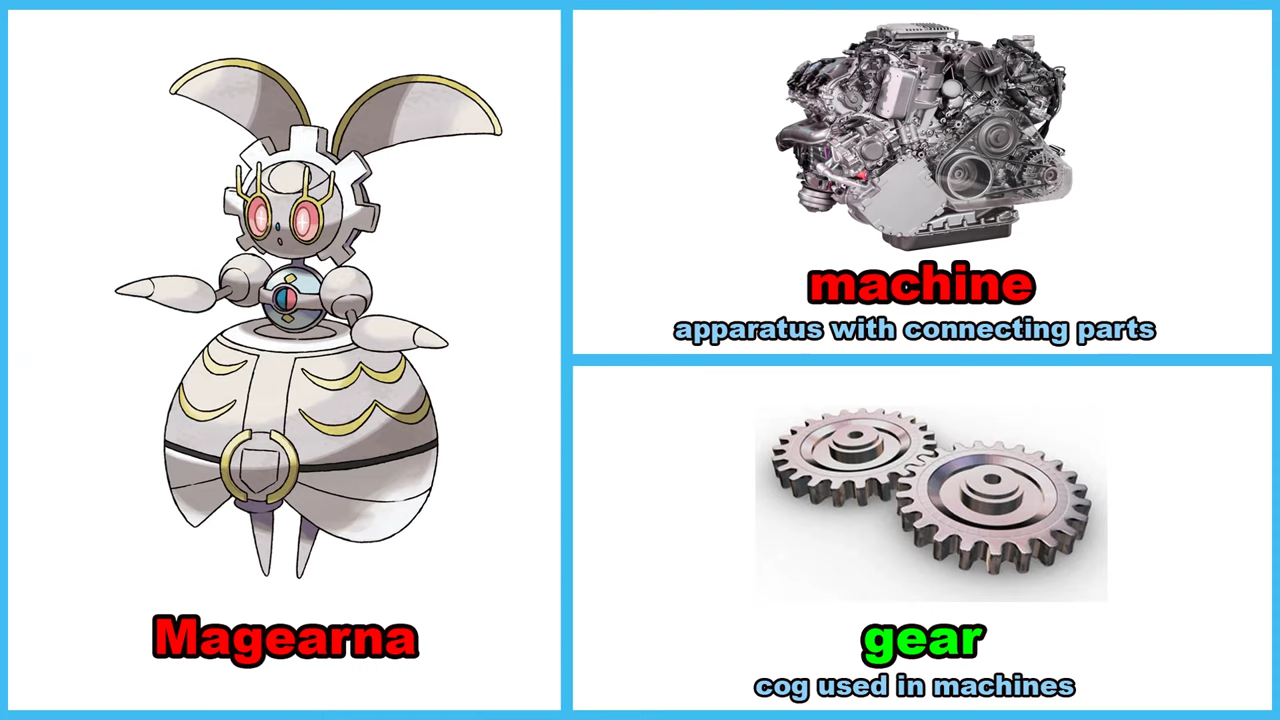 Magearna
machine
apparatus with connecting parts
gear
cog used in machines